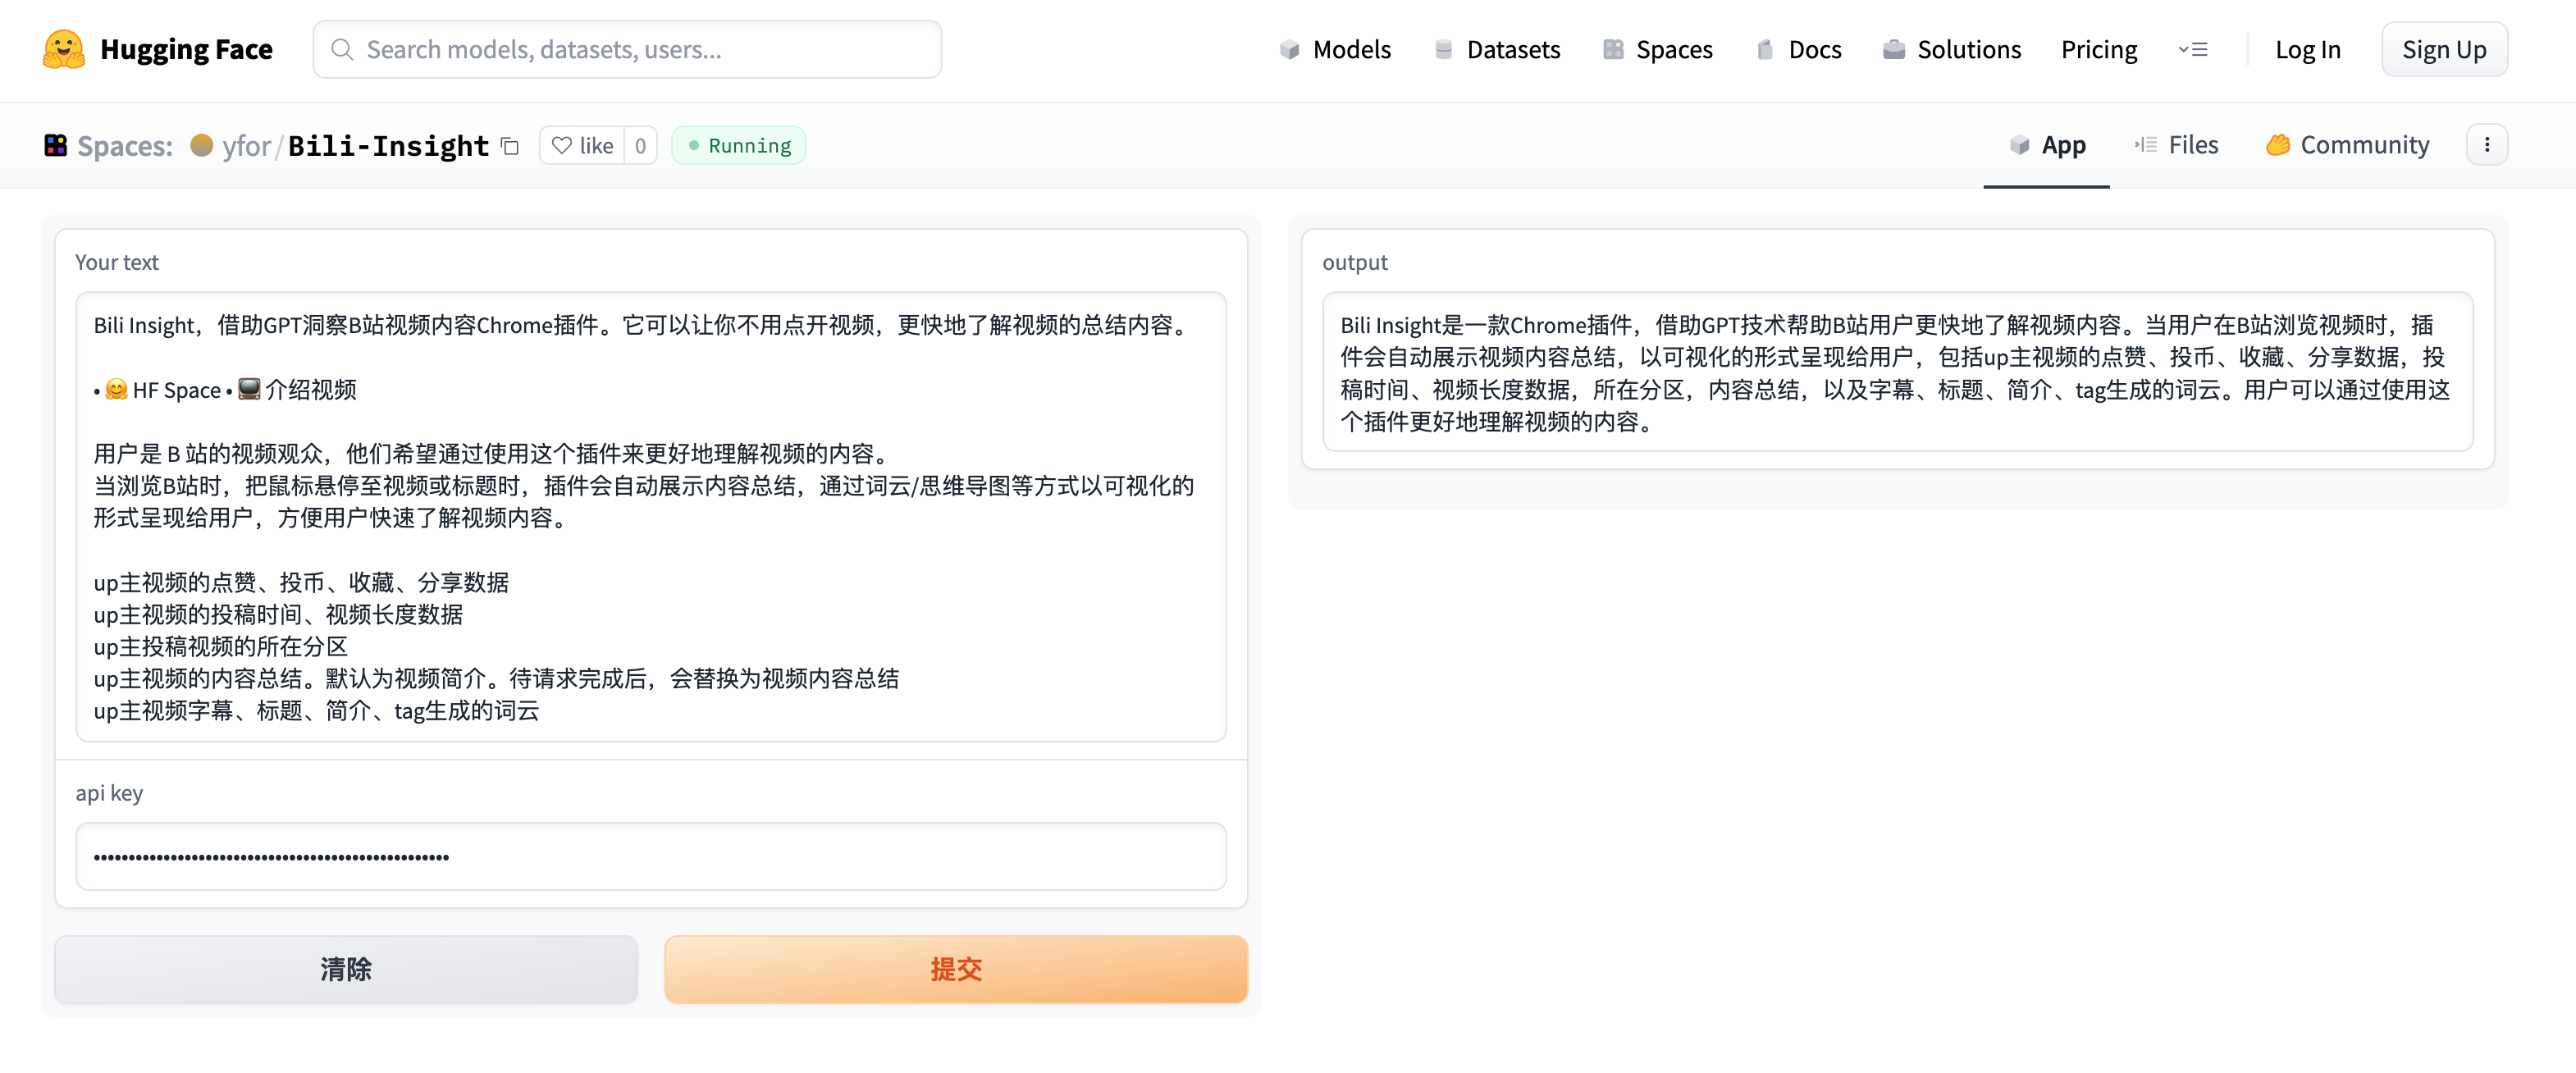 Hugging Face
Search models, datasets, users...
Models
Datasets
Spaces
Docs
Solutions
Pricing
Log In
Sign Up
Spaces:
yfor/Bili-Insight
like
0
Running
App
Files
Community
Your text
Bili Insight，借助GPT洞察B站视频内容Chrome插件。它可以让你不用点开视频，更快地了解视频的总结内容。
• 🤗 HF Space • 📺 介绍视频
用户是 B 站的视频观众，他们希望通过使用这个插件来更好地理解视频的内容。
当浏览B站时，把鼠标悬停至视频或标题时，插件会自动展示内容总结，通过词云/思维导图等方式以可视化的
形式呈现给用户，方便用户快速了解视频内容。
up主视频的点赞、投币、收藏、分享数据
up主视频的投稿时间、视频长度数据
up主投稿视频的所在分区
up主视频的内容总结。默认为视频简介。待请求完成后，会替换为视频内容总结
up主视频字幕、标题、简介、tag生成的词云
api key
清除
提交
output
Bili Insight是一款Chrome插件，借助GPT技术帮助B站用户更快地了解视频内容。当用户在B站浏览视频时，插
件会自动展示视频内容总结，以可视化的形式呈现给用户，包括up主视频的点赞、投币、收藏、分享数据，投
稿时间、视频长度数据，所在分区，内容总结，以及字幕、标题、简介、tag生成的词云。用户可以通过使用这
个插件更好地理解视频的内容。